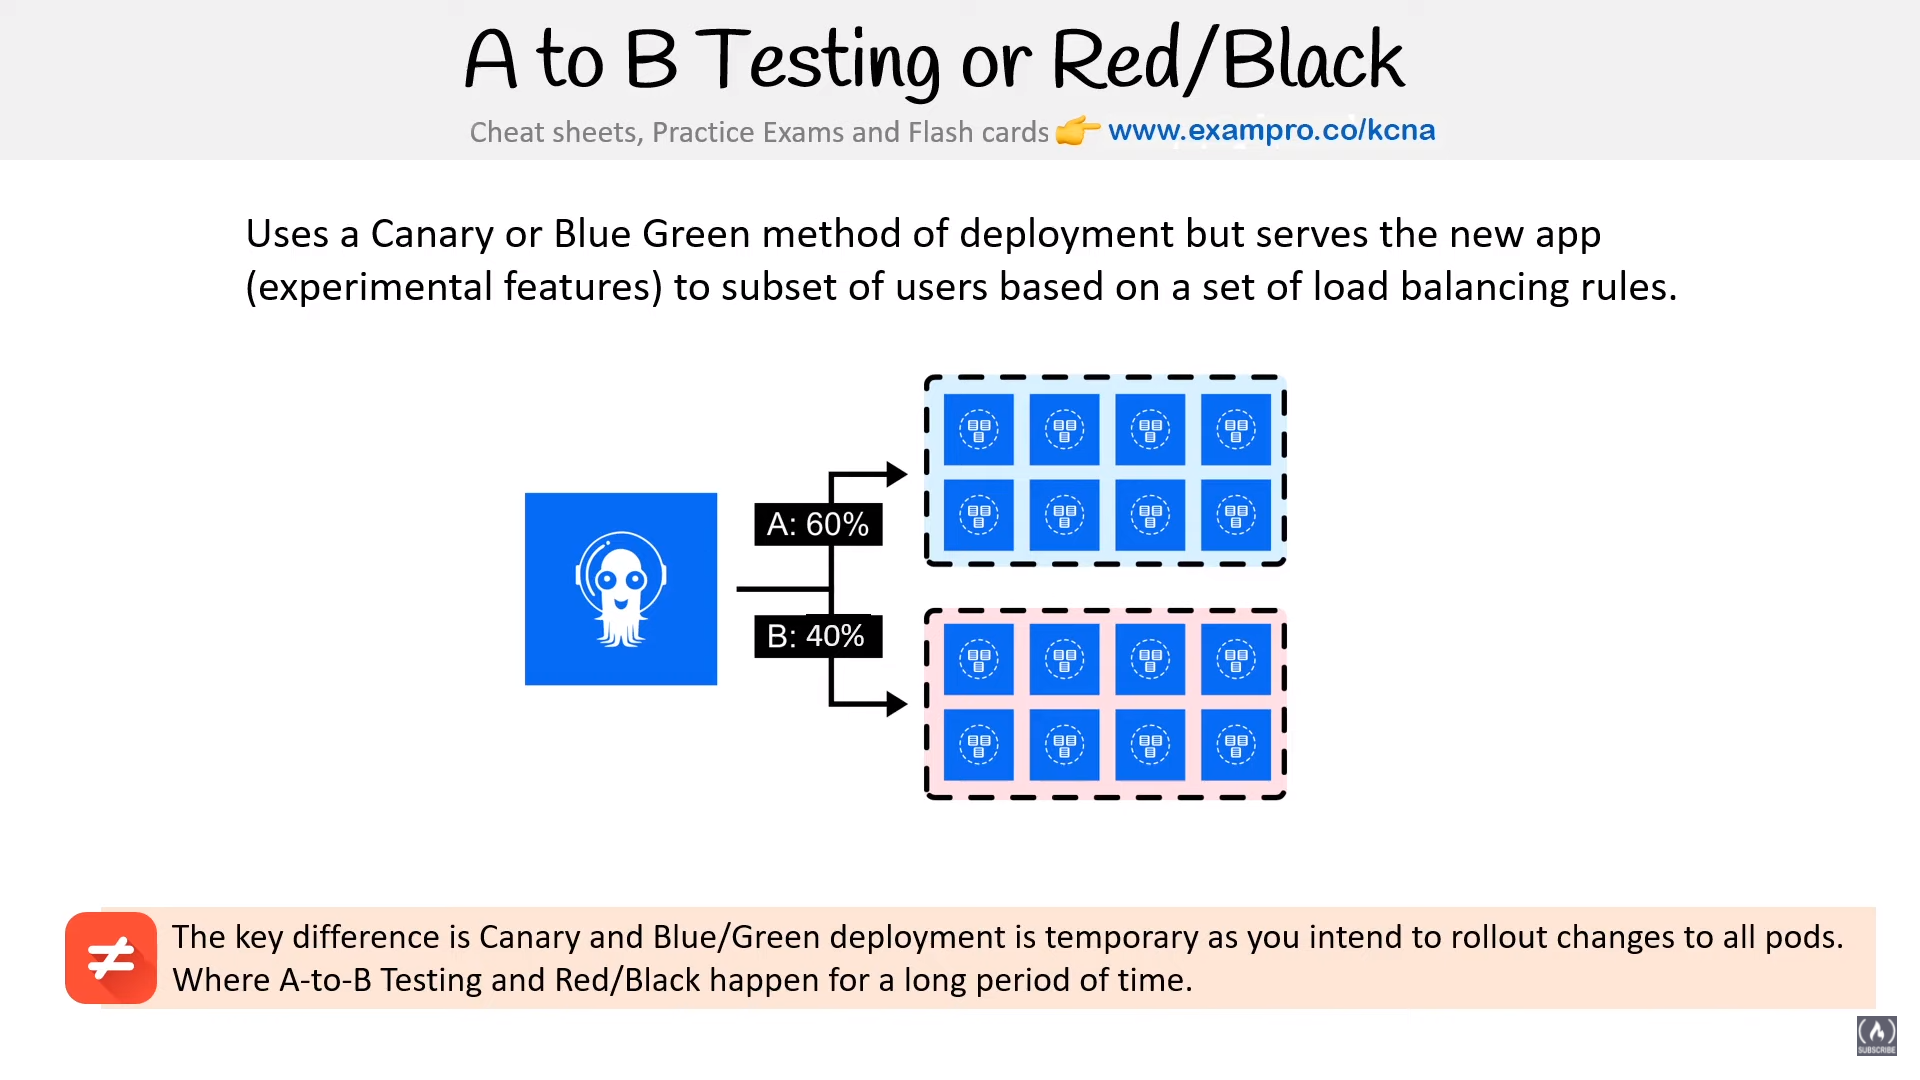 A to B Testing or Red/Black
Cheat sheets, Practice Exams and Flash cards 👉 www.exampro.co/kcna
Uses a Canary or Blue Green method of deployment but serves the new app
(experimental features) to subset of users based on a set of load balancing rules.
A: 60%
B: 40%
The key difference is Canary and Blue/Green deployment is temporary as you intend to rollout changes to all pods.
Where A-to-B Testing and Red/Black happen for a long period of time.
SUBSCRIBE